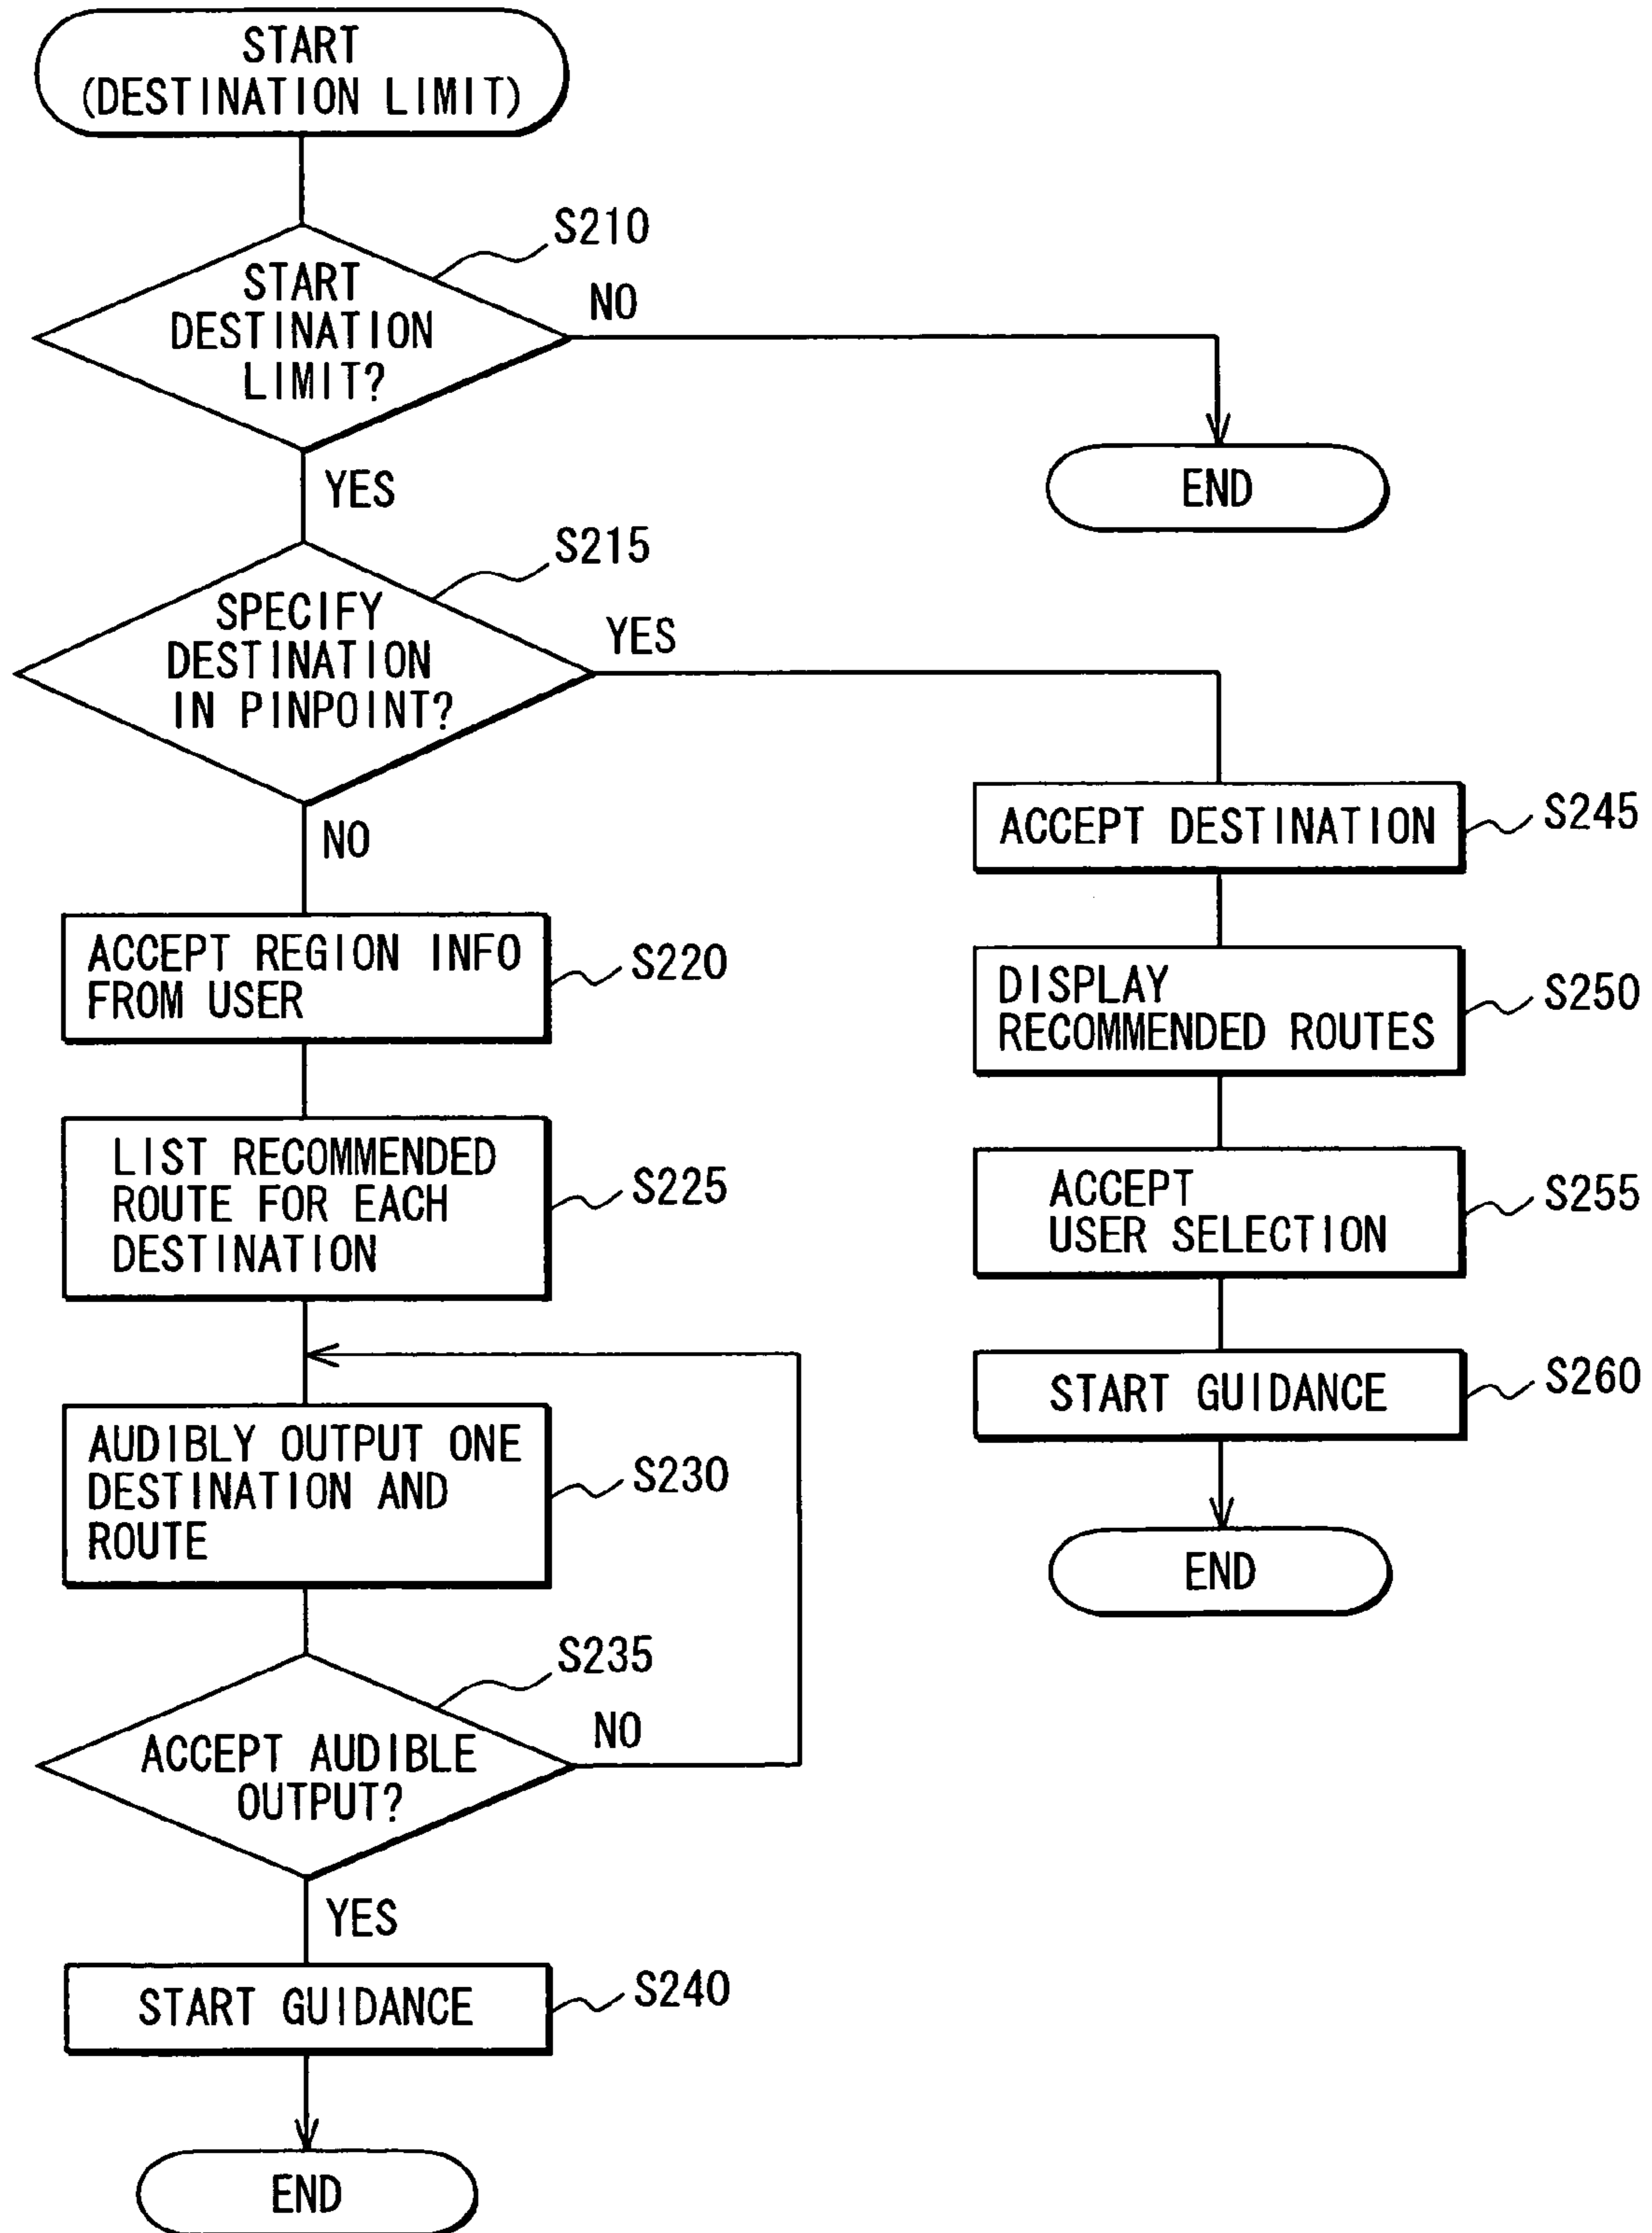 START
(DESTINATION LIMIT)
S210
START
DESTINATION
LIMIT?
NO
END
YES
S215
SPECIFY
DESTINATION
IN PINPOINT?
YES
NO
ACCEPT DESTINATION
S245
ACCEPT REGION INFO
FROM USER
S220
DISPLAY
RECOMMENDED ROUTES
S250
LIST RECOMMENDED
ROUTE FOR EACH
DESTINATION
S225
ACCEPT
USER SELECTION
S255
START GUIDANCE
S260
AUDIBLY OUTPUT ONE
DESTINATION AND
ROUTE
S230
END
S235
ACCEPT AUDIBLE
OUTPUT?
NO
YES
START GUIDANCE
S240
END